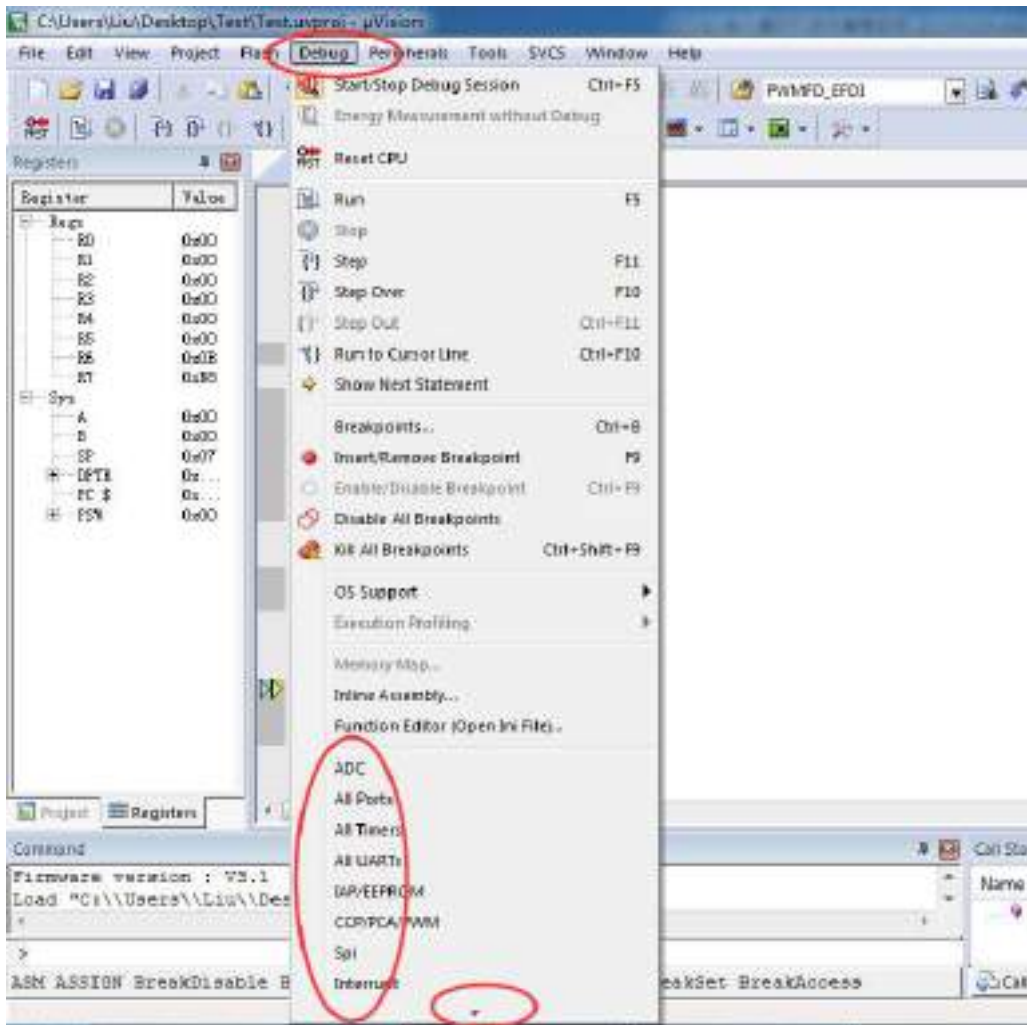 C:\Users\Liu\Desktop\Test\Test.uvproj - µVision
File Edit View Project Flash Debug Peripherals Tools SVCS Window Help
Start/Stop Debug Session Ctrl+F5
PWMFD_EFD1
Energy Measurement without Debug
Reset CPU
Registers
Register Value
Regs
R0 0x00
R1 0x00
R2 0x00
R3 0x00
R4 0x00
R5 0x00
R6 0x0B
R7
Sys
A 0x00
B 0x00
SP 0x07
DPTR 0x...
PC $ 0x...
PSW 0x00
Run F5
Stop
Step F11
Step Over F10
Step Out Ctrl+F11
Run to Cursor Line Ctrl+F10
Show Next Statement
Breakpoints... Ctrl+B
Insert/Remove Breakpoint F9
Enable/Disable Breakpoint Ctrl+F9
Disable All Breakpoints
Kill All Breakpoints Ctrl+Shift+F9
OS Support
Execution Profiling
Memory Map...
Inline Assembly...
Function Editor (Open Ini File)...
ADC
All Ports
All Timers
All UARTs
IAP/EEPROM
CCP/PCA/PWM
Spi
Interrupt
Project Registers
Command
Firmware version : V3.1
Load "C:\\Users\\Liu\\Des
>
ASM ASSIGN BreakDisable B
eakSet BreakAccess
Call Sta
Name
Call